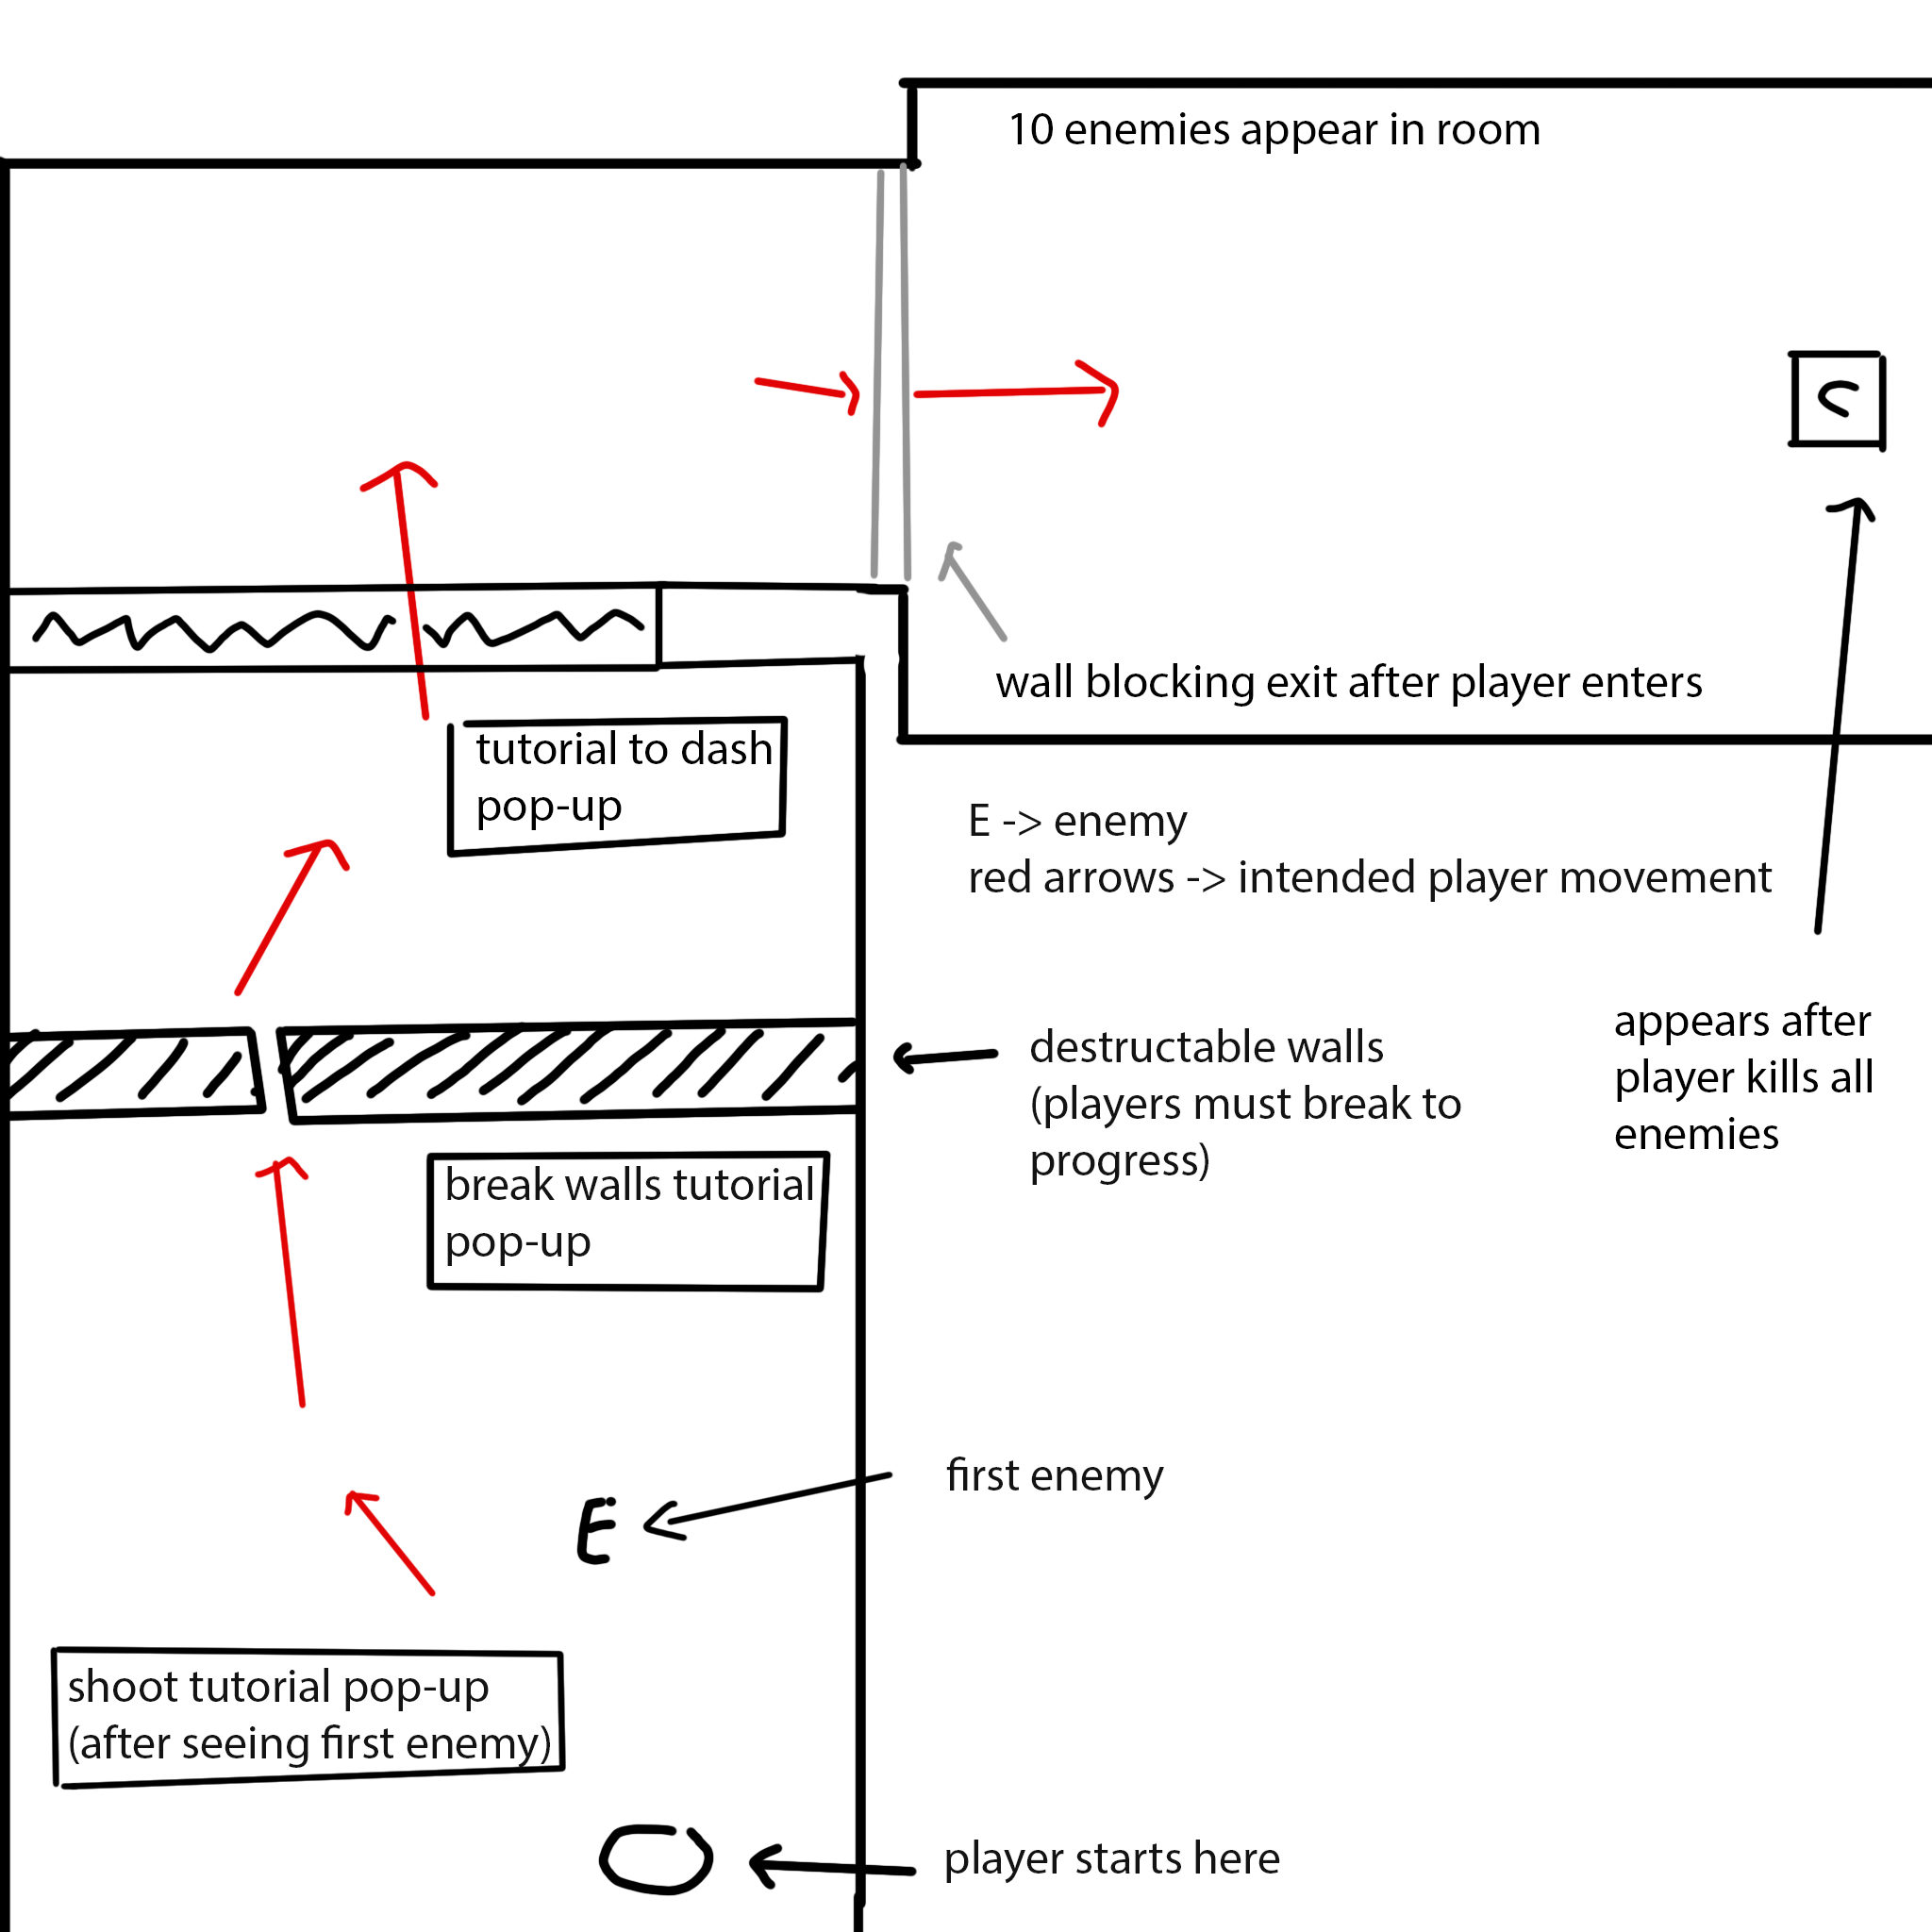 10 enemies appear in room
wall blocking exit after player enters
tutorial to dash
pop-up
E -> enemy
red arrows -> intended player movement
appears after
player kills all
enemies
destructable walls
(players must break to
progress)
break walls tutorial
pop-up
first enemy
E
shoot tutorial pop-up
(after seeing first enemy)
player starts here